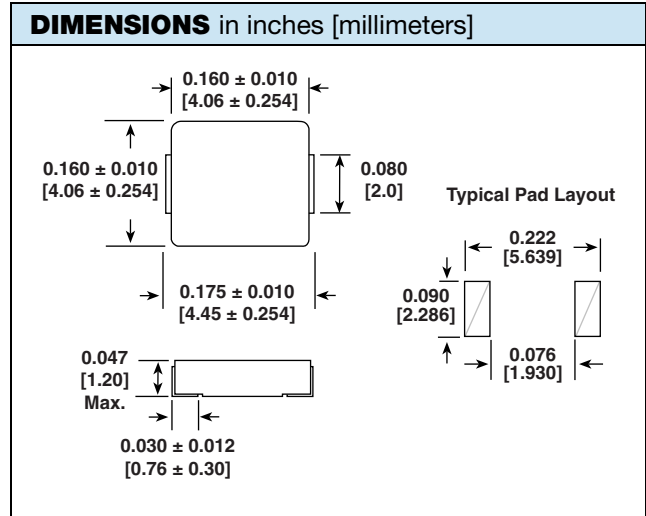 DIMENSIONS in inches [millimeters]
0.160 ± 0.010
[4.06 ± 0.254]
0.160 ± 0.010
[4.06 ± 0.254]
0.080
[2.0]
0.175 ± 0.010
[4.45 ± 0.254]
0.047
[1.20]
Max.
0.030 ± 0.012
[0.76 ± 0.30]
Typical Pad Layout
0.222
[5.639]
0.090
[2.286]
0.076
[1.930]